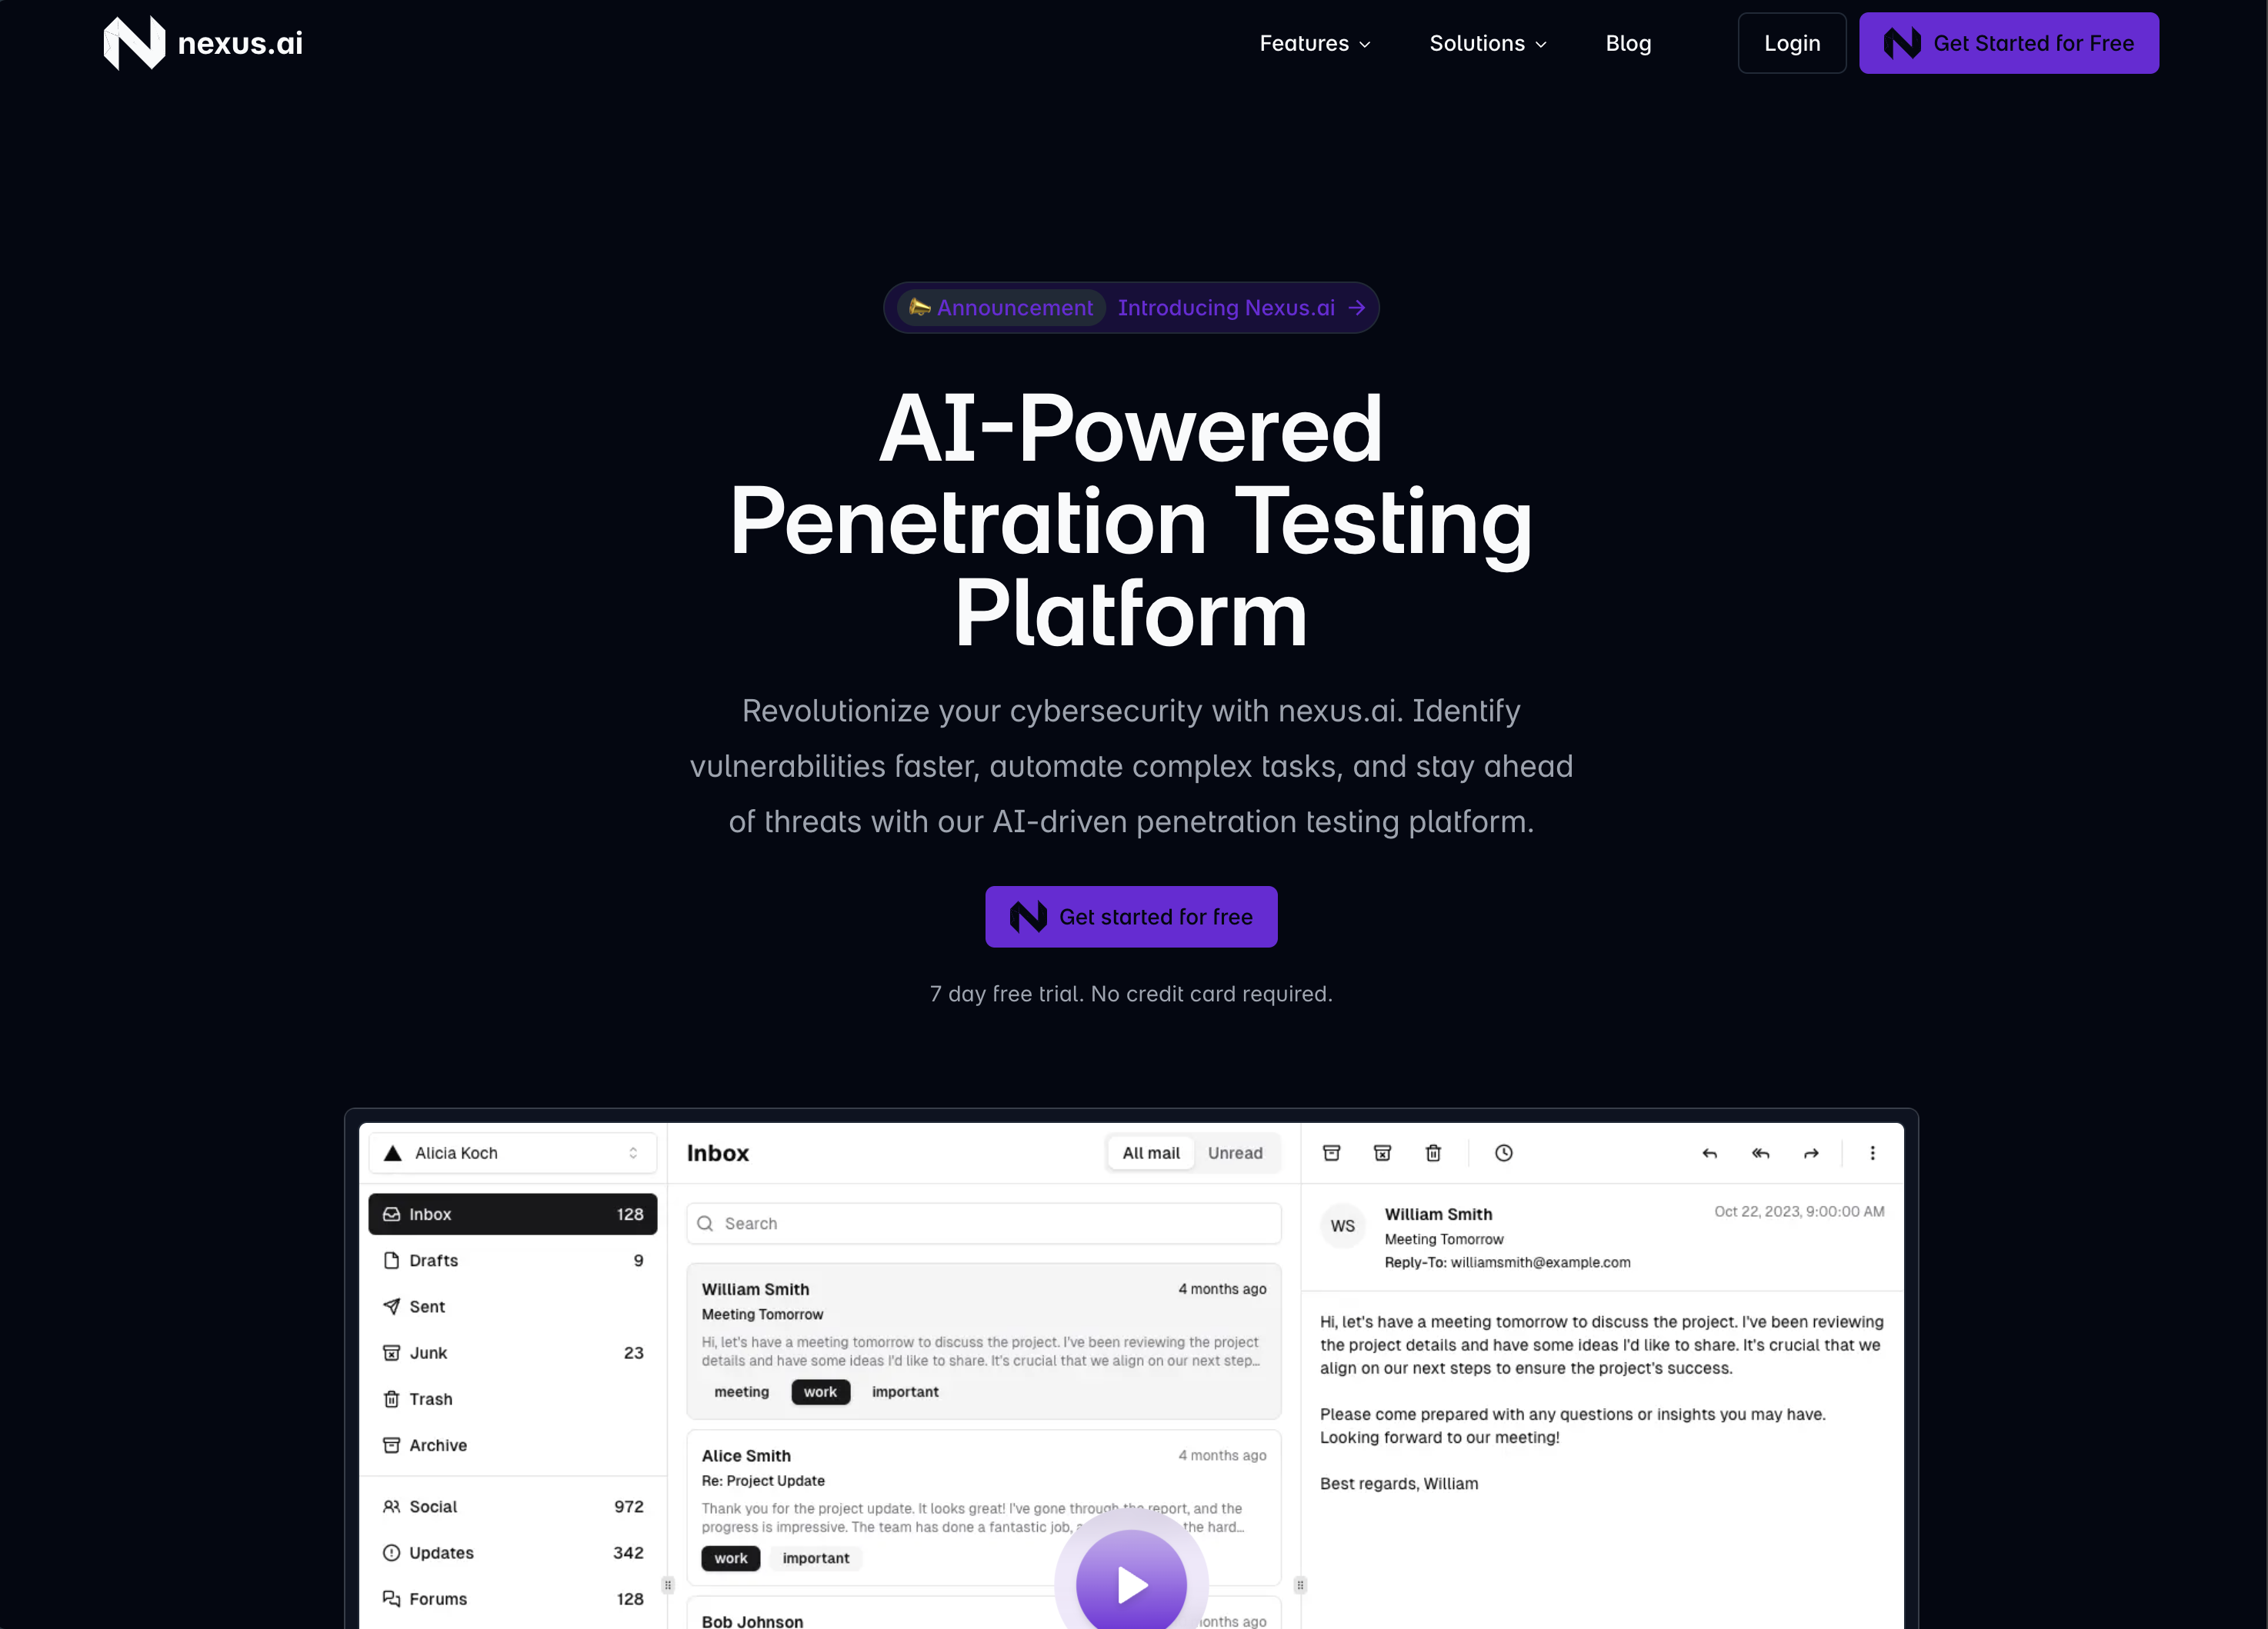 nexus.ai
Features
Solutions
Blog
Login
Get Started for Free
Announcement
Introducing Nexus.ai →
AI-Powered
Penetration Testing
Platform
Revolutionize your cybersecurity with nexus.ai. Identify
vulnerabilities faster, automate complex tasks, and stay ahead
of threats with our AI-driven penetration testing platform.
Get started for free
7 day free trial. No credit card required.
Alicia Koch
Inbox 128
Drafts 9
Sent
Junk 23
Trash
Archive
Social 972
Updates 342
Forums 128
Inbox
All mail
Unread
Search
William Smith 4 months ago
Meeting Tomorrow
Hi, let's have a meeting tomorrow to discuss the project. I've been reviewing the project
details and have some ideas I'd like to share. It's crucial that we align on our next step...
meeting work important
Alice Smith 4 months ago
Re: Project Update
Thank you for the project update. It looks great! I've gone through the report, and the
progress is impressive. The team has done a fantastic job, the hard...
work important
Bob Johnson months ago
WS
William Smith Oct 22, 2023, 9:00:00 AM
Meeting Tomorrow
Reply-To: williamsmith@example.com
Hi, let's have a meeting tomorrow to discuss the project. I've been reviewing
the project details and have some ideas I'd like to share. It's crucial that we
align on our next steps to ensure the project's success.
Please come prepared with any questions or insights you may have.
Looking forward to our meeting!
Best regards, William